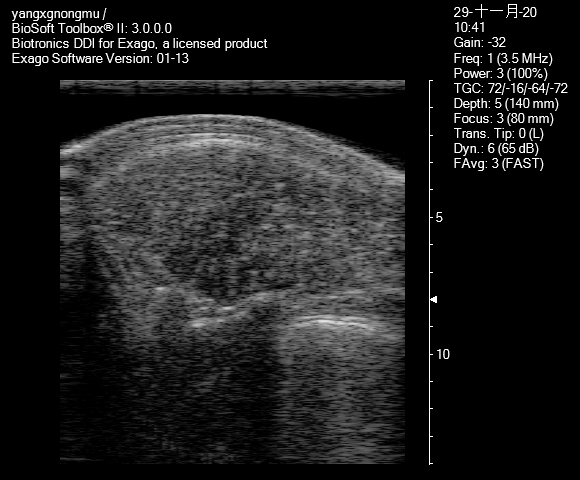 yangxgnongmu /
BioSoft Toolbox® II: 3.0.0.0
Biotronics DDI for Exago, a licensed product
Exago Software Version: 01-13
29-十一月-20
10:41
Gain: -32
Freq: 1 (3.5 MHz)
Power: 3 (100%)
TGC: 72/-16/-64/-72
Depth: 5 (140 mm)
Focus: 3 (80 mm)
Trans. Tip: 0 (L)
Dyn.: 6 (65 dB)
FAvg: 3 (FAST)
5
10